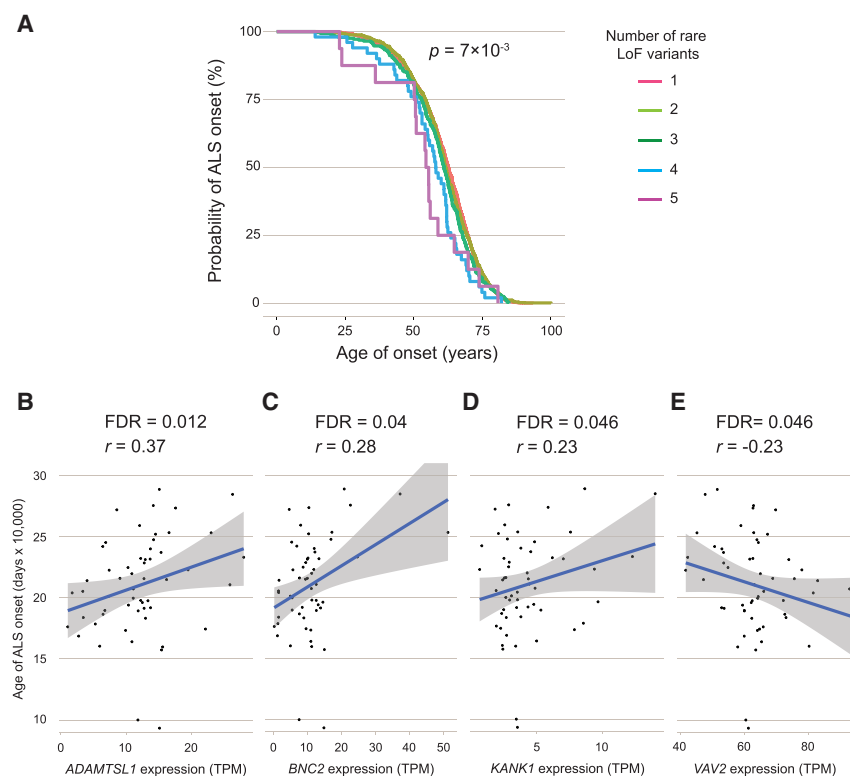 A
Probability of ALS onset (%)
100
75
50
25
0
p = 7×10-3
0 25 50 75 100
Age of onset (years)
Number of rare
LoF variants
1
2
3
4
5
B
FDR = 0.012
r = 0.37
C
FDR = 0.04
r = 0.28
D
FDR = 0.046
r = 0.23
E
FDR= 0.046
r = -0.23
Age of ALS onset (days x 10,000)
30
25
20
15
10
0 10 20
ADAMTSL1 expression (TPM)
0 10 20 30 40 50
BNC2 expression (TPM)
5 10
KANK1 expression (TPM)
40 60 80
VAV2 expression (TPM)